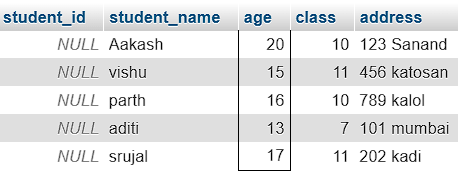 student_id student_name age class address
NULL Aakash 20 10 123 Sanand
NULL vishu 15 11 456 katosan
NULL parth 16 10 789 kalol
NULL aditi 13 7 101 mumbai
NULL srujal 17 11 202 kadi